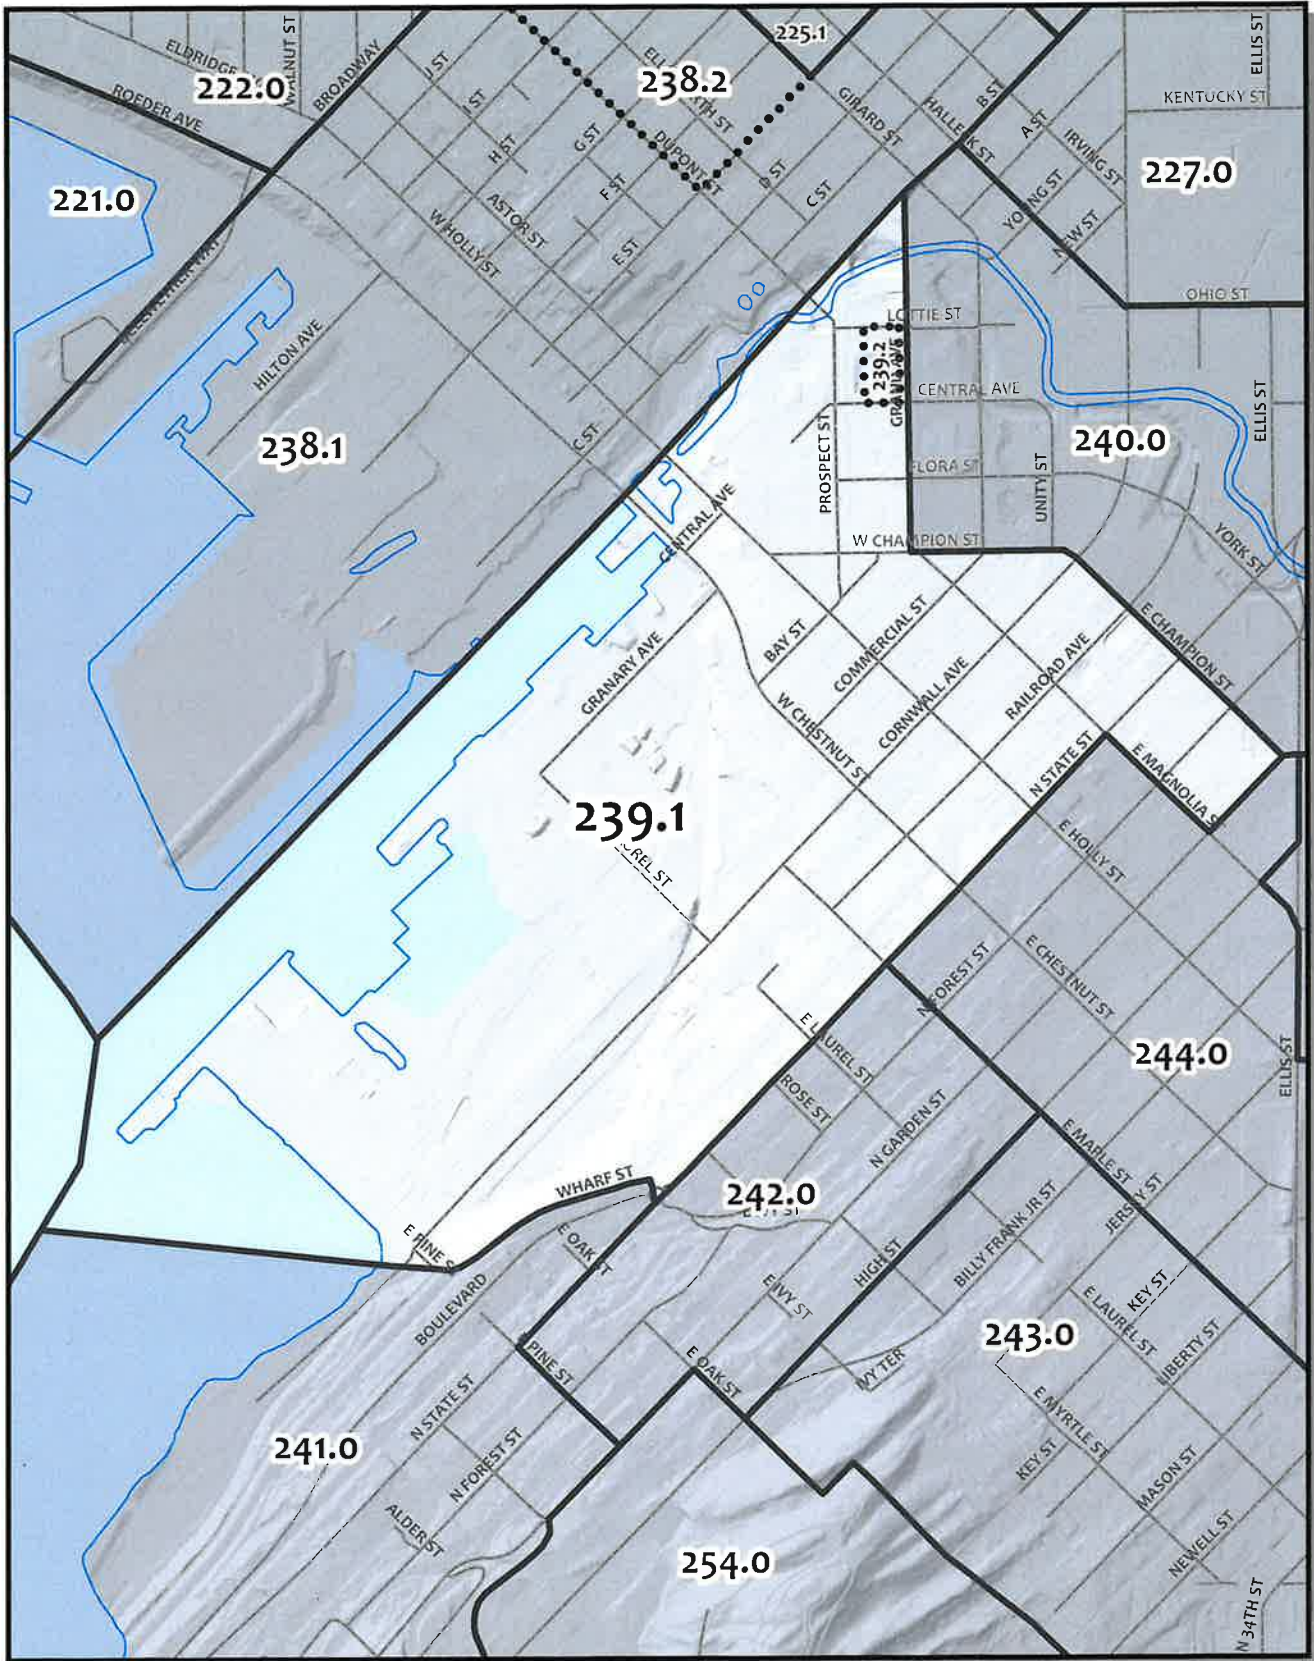 ELLIS ST
225.1
WALNUT ST
ELDRIDGE
J ST
238.2
BROADWAY
222.0
KENTUCKY ST
B ST
I ST
ROEDER AVE
GIRARD ST
HALLECK ST
A ST
G ST
H ST
DUPONT ST
IRVING ST
227.0
D ST
F ST
C ST
221.0
YOUNG ST
ASTOR ST
NEW ST
W HOLLY ST
E ST
OHIO ST
LOTTIE ST
HILTON AVE
239.2
GRAND AVE
CENTRAL AVE
ELLIS ST
C ST
238.1
240.0
PROSPECT ST
FLORA ST
UNITY ST
CENTRAL AVE
W CHAMPION ST
YORK ST
BAY ST
COMMERCIAL ST
E CHAMPION ST
GRANARY AVE
RAILROAD AVE
CORNWALL AVE
W CHESTNUT ST
N STATE ST
E MAGNOLIA ST
239.1
E HOLLY ST
N FOREST ST
E CHESTNUT ST
E LAUREL ST
244.0
ELLIS ST
ROSE ST
N GARDEN ST
E MAPLE ST
WHARF ST
242.0
JERSEY ST
BILLY FRANK JR ST
E PINE S
E OAK ST
HIGH ST
BOULEVARD
E IVY ST
KEY ST
E LAUREL ST
243.0
LIBERTY ST
PINE ST
E OAK ST
IVY TER
N STATE ST
E MYRTLE ST
241.0
N FOREST ST
KEY ST
MASON ST
ALDER ST
NEWELL ST
254.0
N 34TH ST